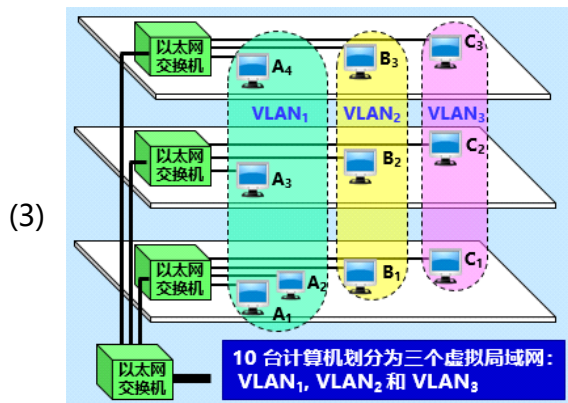 (3)
以太网
交换机
A4
B3
C3
VLAN1
VLAN2
VLAN3
以太网
交换机
A3
B2
C2
以太网
交换机
A1
A2
B1
C1
以太网
交换机
10 台计算机划分为三个虚拟局域网：
VLAN1, VLAN2 和 VLAN3